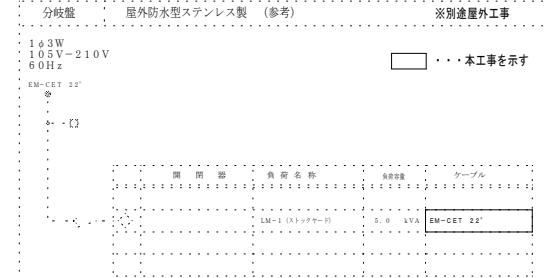 分岐盤 屋外防水型ステンレス製 （参考） ※別途屋外工事
1φ3W
105V−210V
60Hz
・・・本工事を示す
EM−CET 22°
開閉器 負荷名称 負荷容量 ケーブル
LM−1（ストックヤード） 5.0 kVA EM−CET 22°